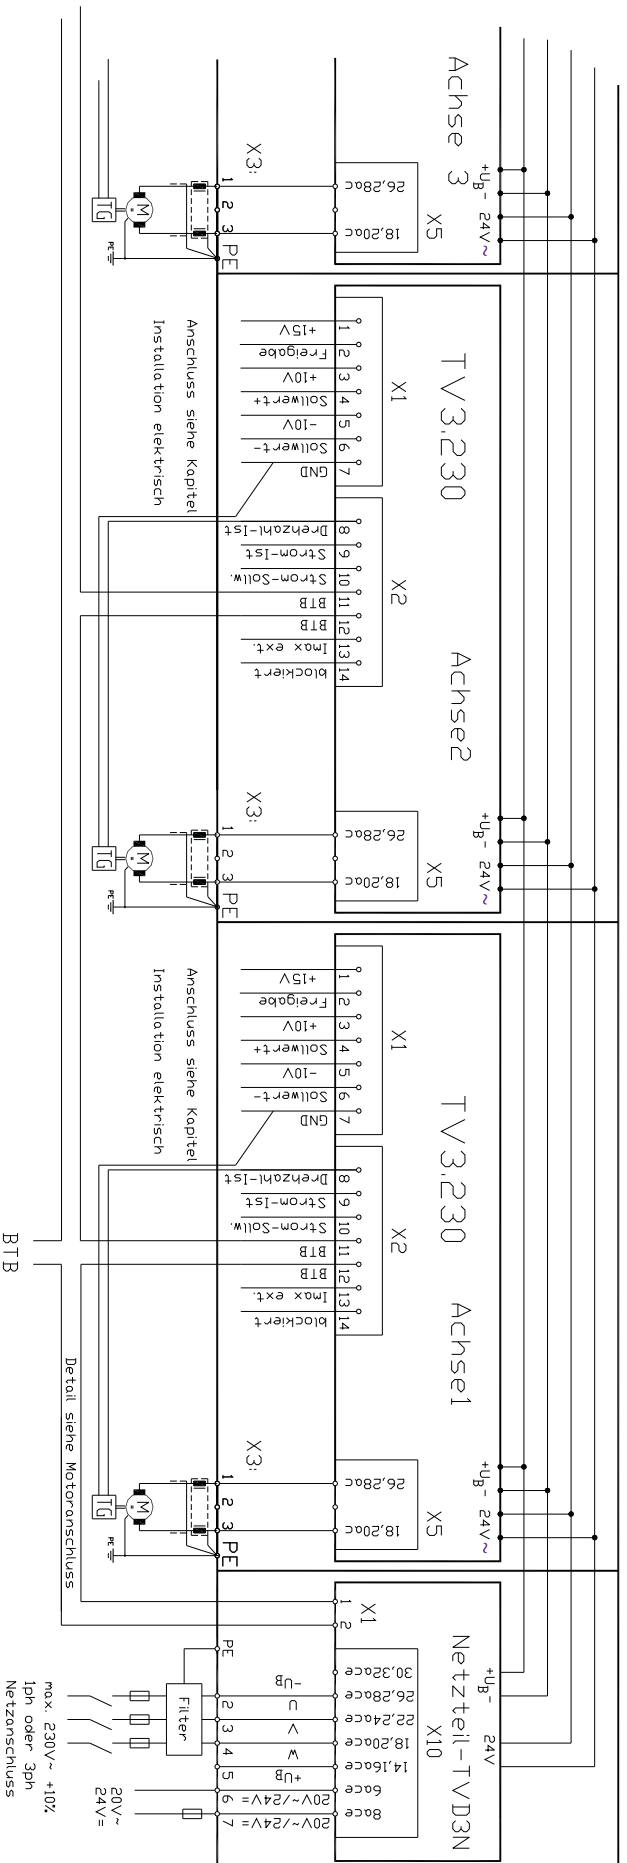 Achse 3
+UB- 24V~
X5
26,28ac
18,20ac
X3:
1
2
3
PE
M
TG
PE
TV3.230 Achse2
+UB- 24V~
X1
1 +15V
2 Freigabe
3 +10V
4 Sollwert+
5 -10V
6 Sollwert-
7 GND
X2
8 Drehzahl-Ist
9 Strom-Ist
10 Strom-Sollw.
11 BTB
12 BTB
13 Imax ext.
14 blockiert
Anschluss siehe Kapitel
Installation elektrisch
X5
26,28ac
18,20ac
X3:
1
2
3
PE
M
TG
PE
TV3.230 Achse1
+UB- 24V~
X1
1 +15V
2 Freigabe
3 +10V
4 Sollwert+
5 -10V
6 Sollwert-
7 GND
X2
8 Drehzahl-Ist
9 Strom-Ist
10 Strom-Sollw.
11 BTB
12 BTB
13 Imax ext.
14 blockiert
Anschluss siehe Kapitel
Installation elektrisch
X5
26,28ac
18,20ac
X3:
1
2
3
PE
M
TG
PE
BTB
Detail siehe Motoranschluss
Netzteil-TVD3N
+UB- 24V
X1
1
2
X10
30,32ace
26,28ace
22,24ace
18,20ace
14,16ace
6ace
8ace
PE
-UB
2 U
3 V
4 W
5 +UB
6 20V~/24V=
7 20V~/24V=
Filter
20V~
24V=
max. 230V~ +10%
1ph oder 3ph
Netzanschluss